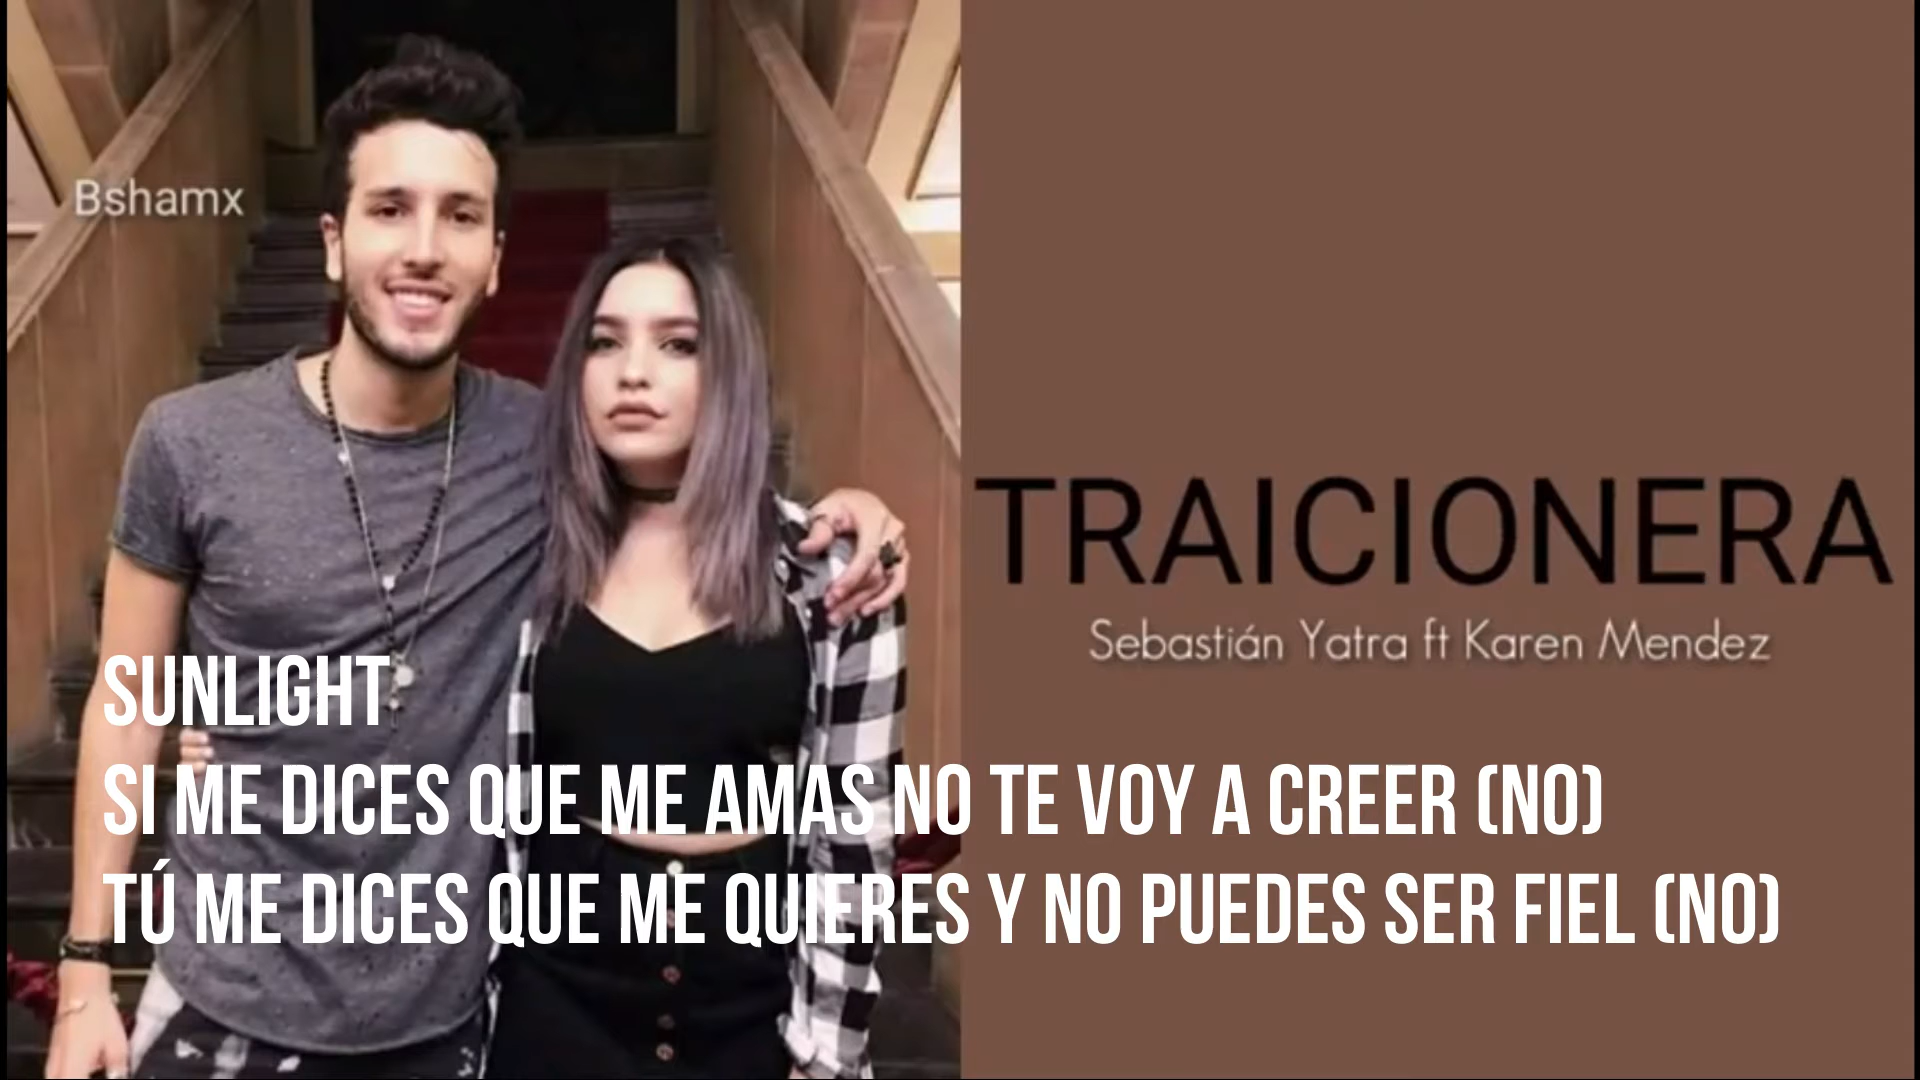 Bshamx
TRAICIONERA
Sebastián Yatra ft Karen Mendez
SUNLIGHT
SI ME DICES QUE ME AMAS NO TE VOY A CREER (NO)
TÚ ME DICES QUE ME QUIERES Y NO PUEDES SER FIEL (NO)